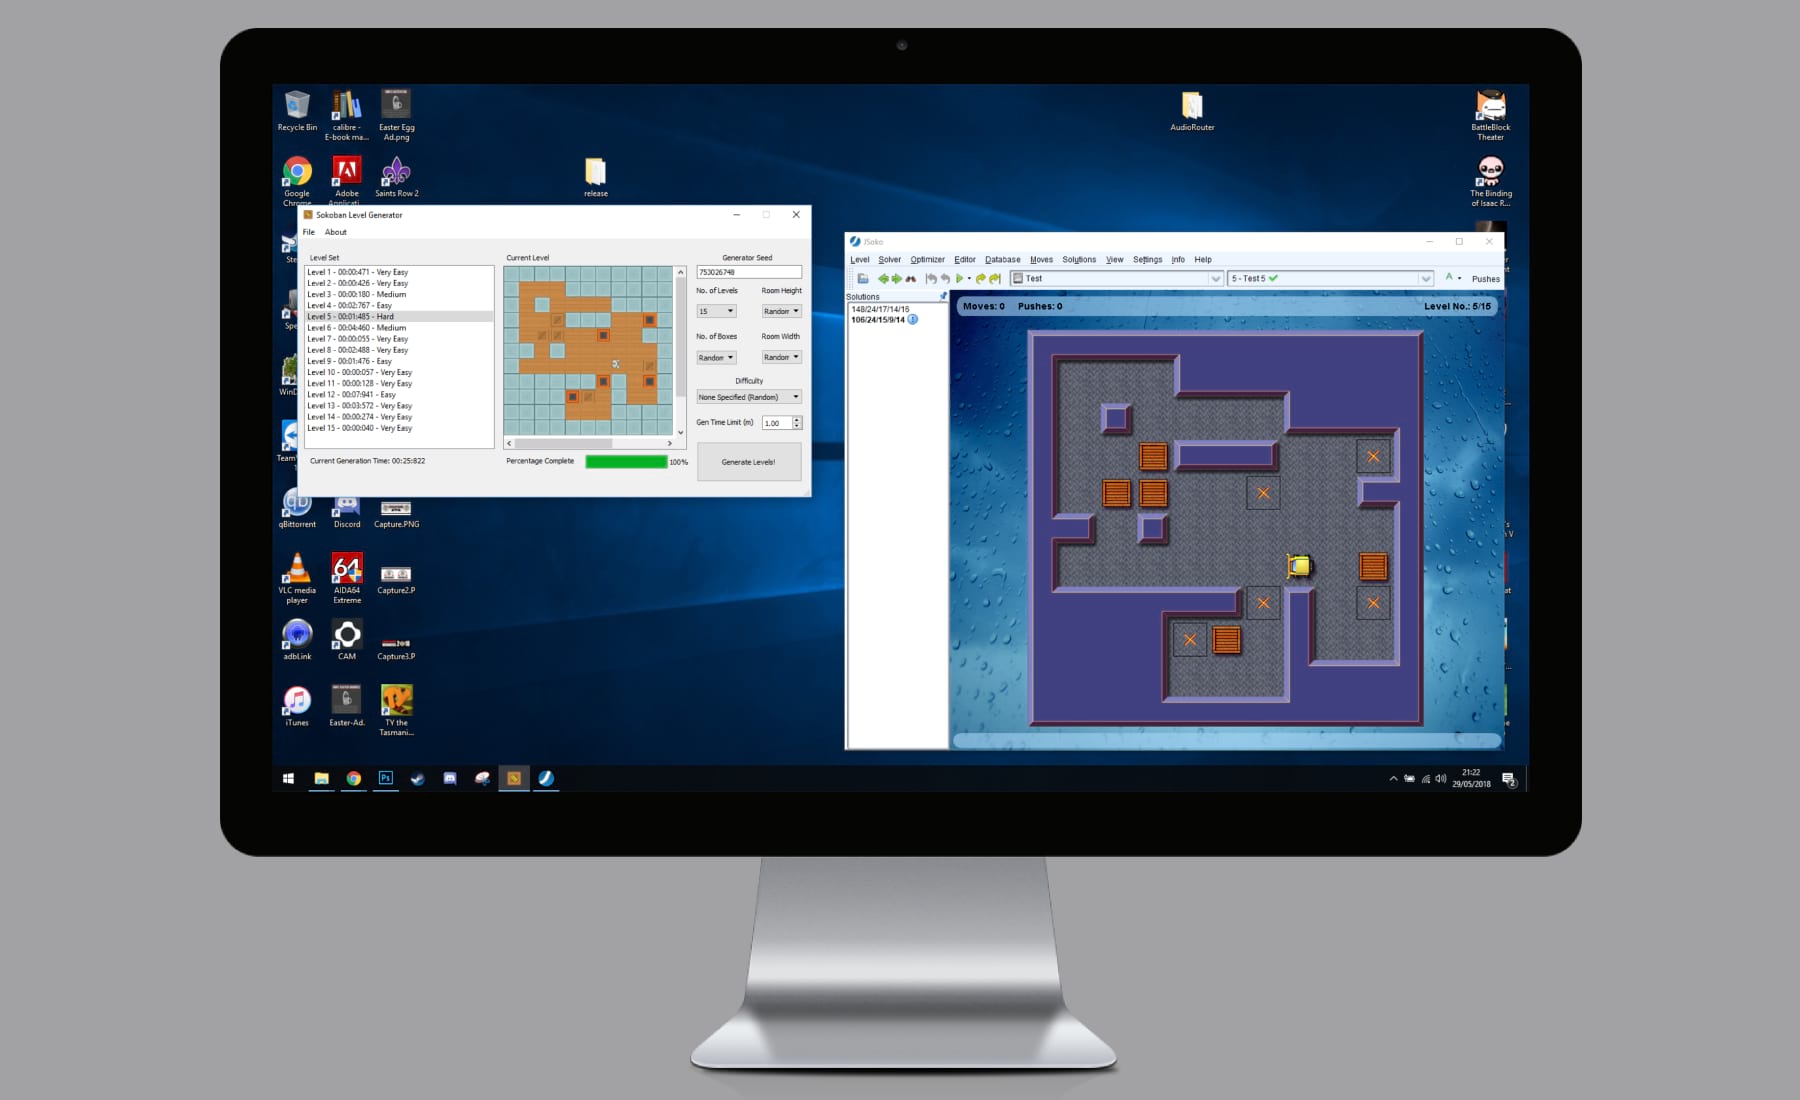 Recycle Bin
calibre -
E-book ma...
Easter Egg
Ad.png
AudioRouter
BattleBlock
Theater
Google
Chrome
Adobe
Applicati...
Saints Row 2
release
The Binding
of Isaac R...
Sokoban Level Generator
File
About
Level Set
Level 1 - 00:00:471 - Very Easy
Level 2 - 00:00:426 - Very Easy
Level 3 - 00:00:180 - Medium
Level 4 - 00:02:767 - Easy
Level 5 - 00:01:485 - Hard
Level 6 - 00:04:460 - Medium
Level 7 - 00:00:055 - Very Easy
Level 8 - 00:02:488 - Very Easy
Level 9 - 00:01:476 - Easy
Level 10 - 00:00:057 - Very Easy
Level 11 - 00:00:128 - Very Easy
Level 12 - 00:07:941 - Easy
Level 13 - 00:03:572 - Very Easy
Level 14 - 00:00:274 - Very Easy
Level 15 - 00:00:040 - Very Easy
Current Generation Time: 00:25:822
Current Level
Percentage Complete
100%
Generator Seed
753026748
No. of Levels
Room Height
15
Random
No. of Boxes
Room Width
Random
Random
Difficulty
None Specified (Random)
Gen Time Limit (m)
1.00
Generate Levels!
JSoko
Level Solver Optimizer Editor Database Moves Solutions View Settings Info Help
Test
5 - Test 5
A
Pushes
Solutions
148/24/17/14/16
106/24/15/9/14
Moves: 0
Pushes: 0
Level No.: 5/15
Ste
Spe
WinD
Team
qBittorrent
Discord
Capture.PNG
VLC media
player
64
AIDA64
Extreme
Capture2.P
adbLink
CAM
Capture3.P
iTunes
Easter-Ad.
TY the
Tasmani...
Ps
21:22
29/05/2018
2